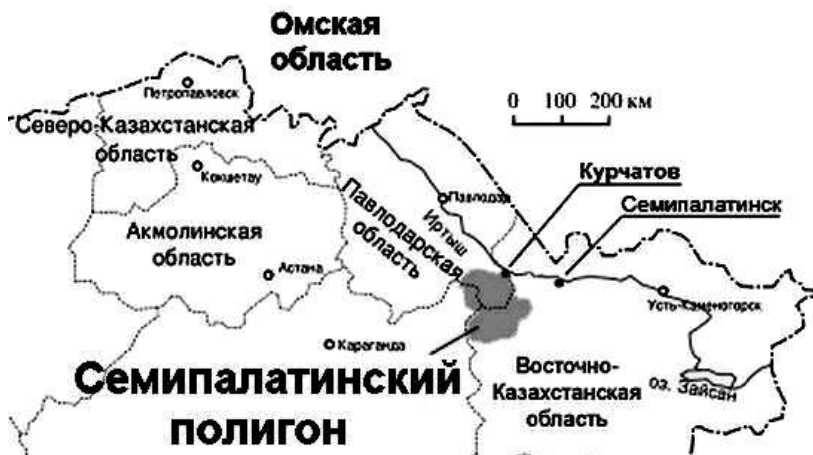 Омская
область
Петропавловск
0 100 200 км
Северо-Казахстанская
область
Кокшетау
Курчатов
Павлодар
Семипалатинск
Иртыш
Павлодарская
область
Акмолинская
область
Астана
Усть-Каменогорск
Караганда
Семипалатинский
полигон
Восточно-
Казахстанская
область
оз. Зайсан